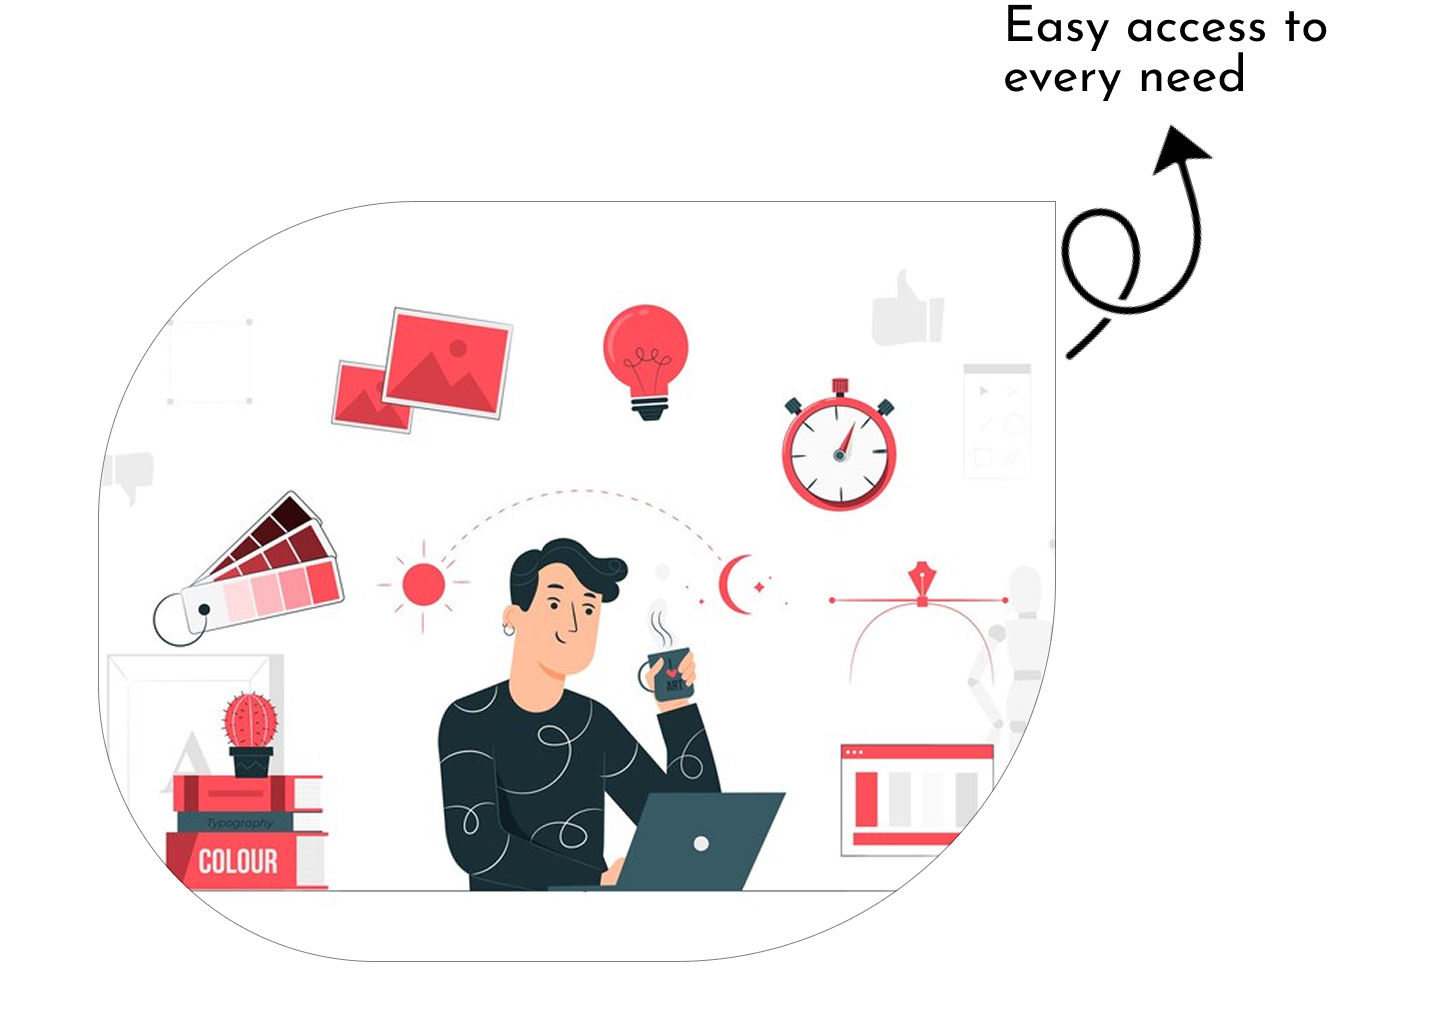 Easy access to
every need
I
ART
A
Typography
COLOUR